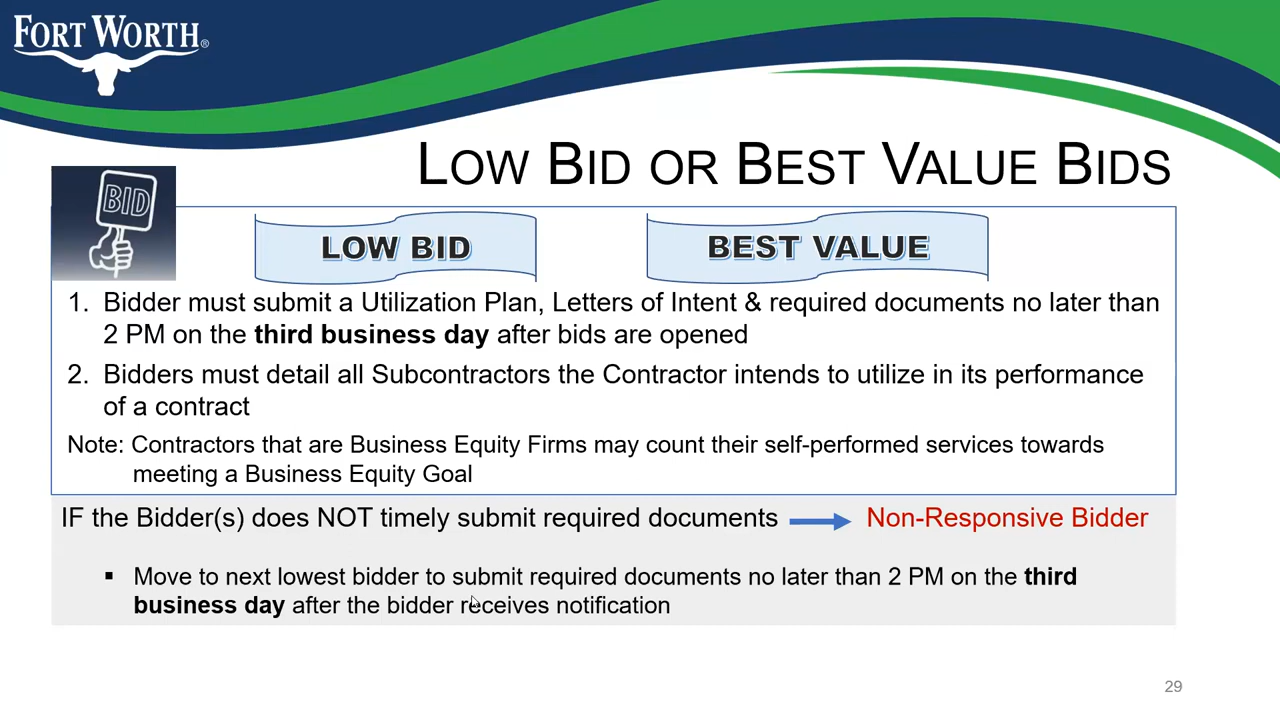 FORT WORTH®
LOW BID OR BEST VALUE BIDS
BID
LOW BID
BEST VALUE
1. Bidder must submit a Utilization Plan, Letters of Intent & required documents no later than
2 PM on the third business day after bids are opened
2. Bidders must detail all Subcontractors the Contractor intends to utilize in its performance
of a contract
Note: Contractors that are Business Equity Firms may count their self-performed services towards
meeting a Business Equity Goal
IF the Bidder(s) does NOT timely submit required documents Non-Responsive Bidder
▪ Move to next lowest bidder to submit required documents no later than 2 PM on the third
business day after the bidder receives notification
29